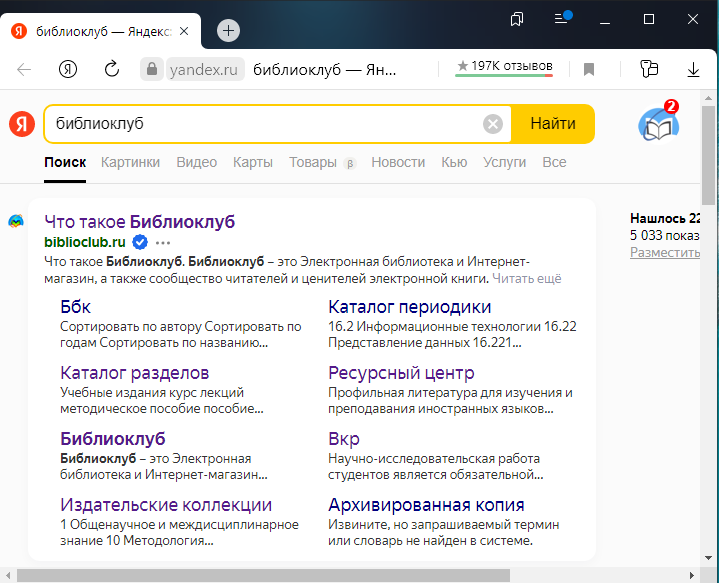 Я библиоклуб — Яндекс:
Я yandex.ru библиоклуб — Ян... 197K отзывов
Я библиоклуб Найти 2
Поиск Картинки Видео Карты Товары β Новости Кью Услуги Все
Что такое Библиоклуб
biblioclub.ru
Что такое Библиоклуб. Библиоклуб – это Электронная библиотека и Интернет-
магазин, а также сообщество читателей и ценителей электронной книги. Читать ещё
Ббк
Сортировать по автору Сортировать по
годам Сортировать по названию...
Каталог периодики
16.2 Информационные технологии 16.22
Представление данных 16.221...
Каталог разделов
Учебные издания курс лекций
методическое пособие пособие...
Ресурсный центр
Профильная литература для изучения и
преподавания иностранных языков...
Библиоклуб
Библиоклуб – это Электронная
библиотека и Интернет-магазин...
Вкр
Научно-исследовательская работа
студентов является обязательной...
Издательские коллекции
1 Общенаучное и междисциплинарное
знание 10 Методология...
Архивированная копия
Извините, но запрашиваемый термин
или словарь не найден в системе.
Нашлось 22
5 033 показ
Разместить